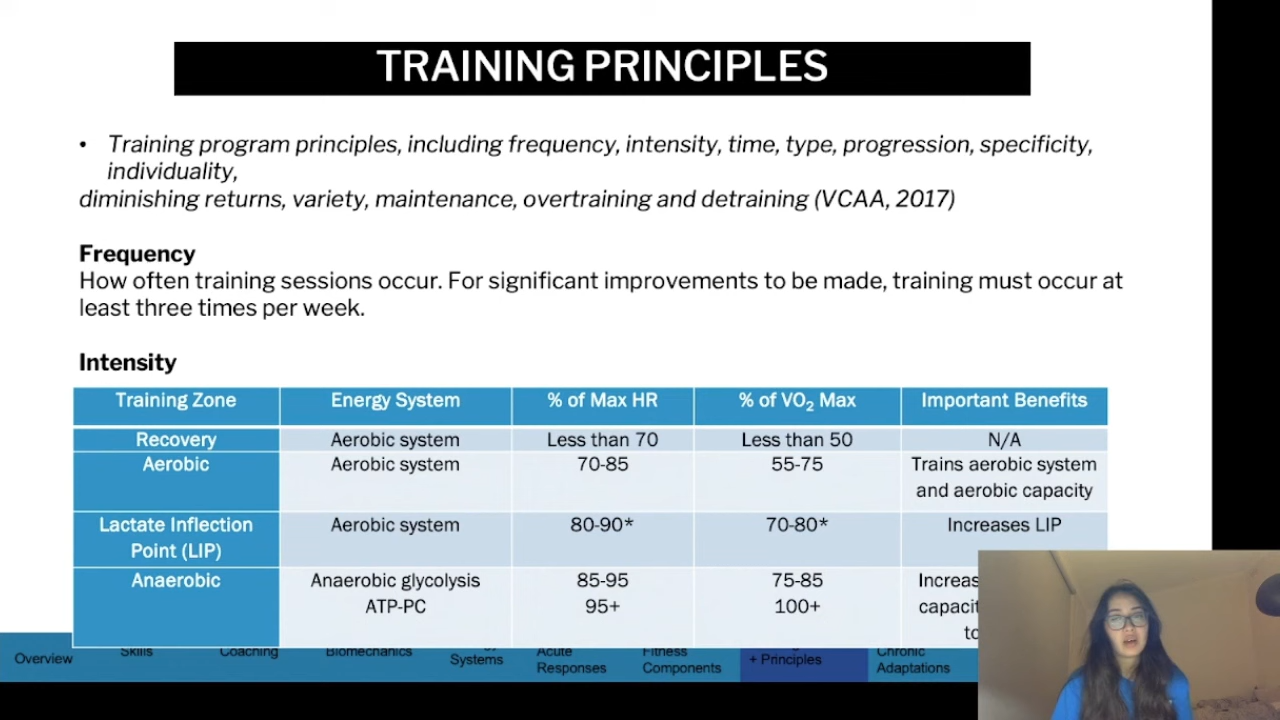 TRAINING PRINCIPLES
• Training program principles, including frequency, intensity, time, type, progression, specificity,
individuality,
diminishing returns, variety, maintenance, overtraining and detraining (VCAA, 2017)
Frequency
How often training sessions occur. For significant improvements to be made, training must occur at
least three times per week.
Intensity
Training Zone Energy System % of Max HR % of VO₂ Max Important Benefits
Recovery Aerobic system Less than 70 Less than 50 N/A
Aerobic Aerobic system 70-85 55-75 Trains aerobic system
and aerobic capacity
Lactate Inflection Aerobic system 80-90* 70-80* Increases LIP
Point (LIP)
Anaerobic Anaerobic glycolysis 85-95 75-85
ATP-PC 95+ 100+
Overview Skills Coaching Biomechanics Systems Acute Fitness + Principles Chronic
Responses Components Adaptations